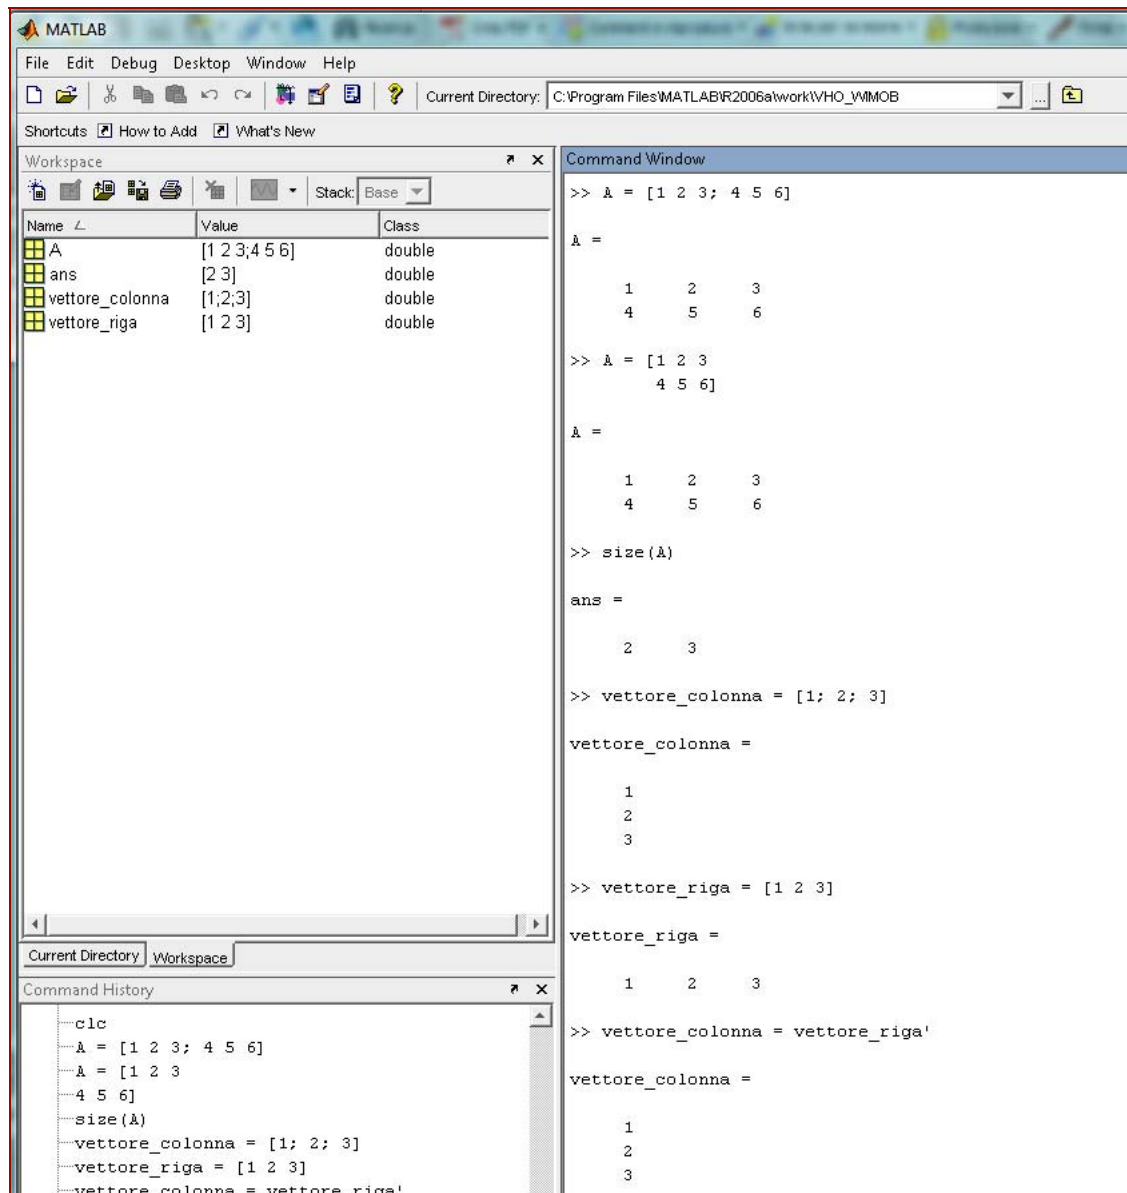 MATLAB
File Edit Debug Desktop Window Help
Current Directory: C:\Program Files\MATLAB\R2006a\work\VHO_WIMOB
Shortcuts How to Add What's New
Workspace
Stack: Base
Name Value Class
A [1 2 3;4 5 6] double
ans [2 3] double
vettore_colonna [1;2;3] double
vettore_riga [1 2 3] double
Current Directory Workspace
Command History
clc
A = [1 2 3; 4 5 6]
A = [1 2 3
4 5 6]
size(A)
vettore_colonna = [1; 2; 3]
vettore_riga = [1 2 3]
vettore_colonna = vettore_riga'
Command Window
>> A = [1 2 3; 4 5 6]
A =
1 2 3
4 5 6
>> A = [1 2 3
4 5 6]
A =
1 2 3
4 5 6
>> size(A)
ans =
2 3
>> vettore_colonna = [1; 2; 3]
vettore_colonna =
1
2
3
>> vettore_riga = [1 2 3]
vettore_riga =
1 2 3
>> vettore_colonna = vettore_riga'
vettore_colonna =
1
2
3